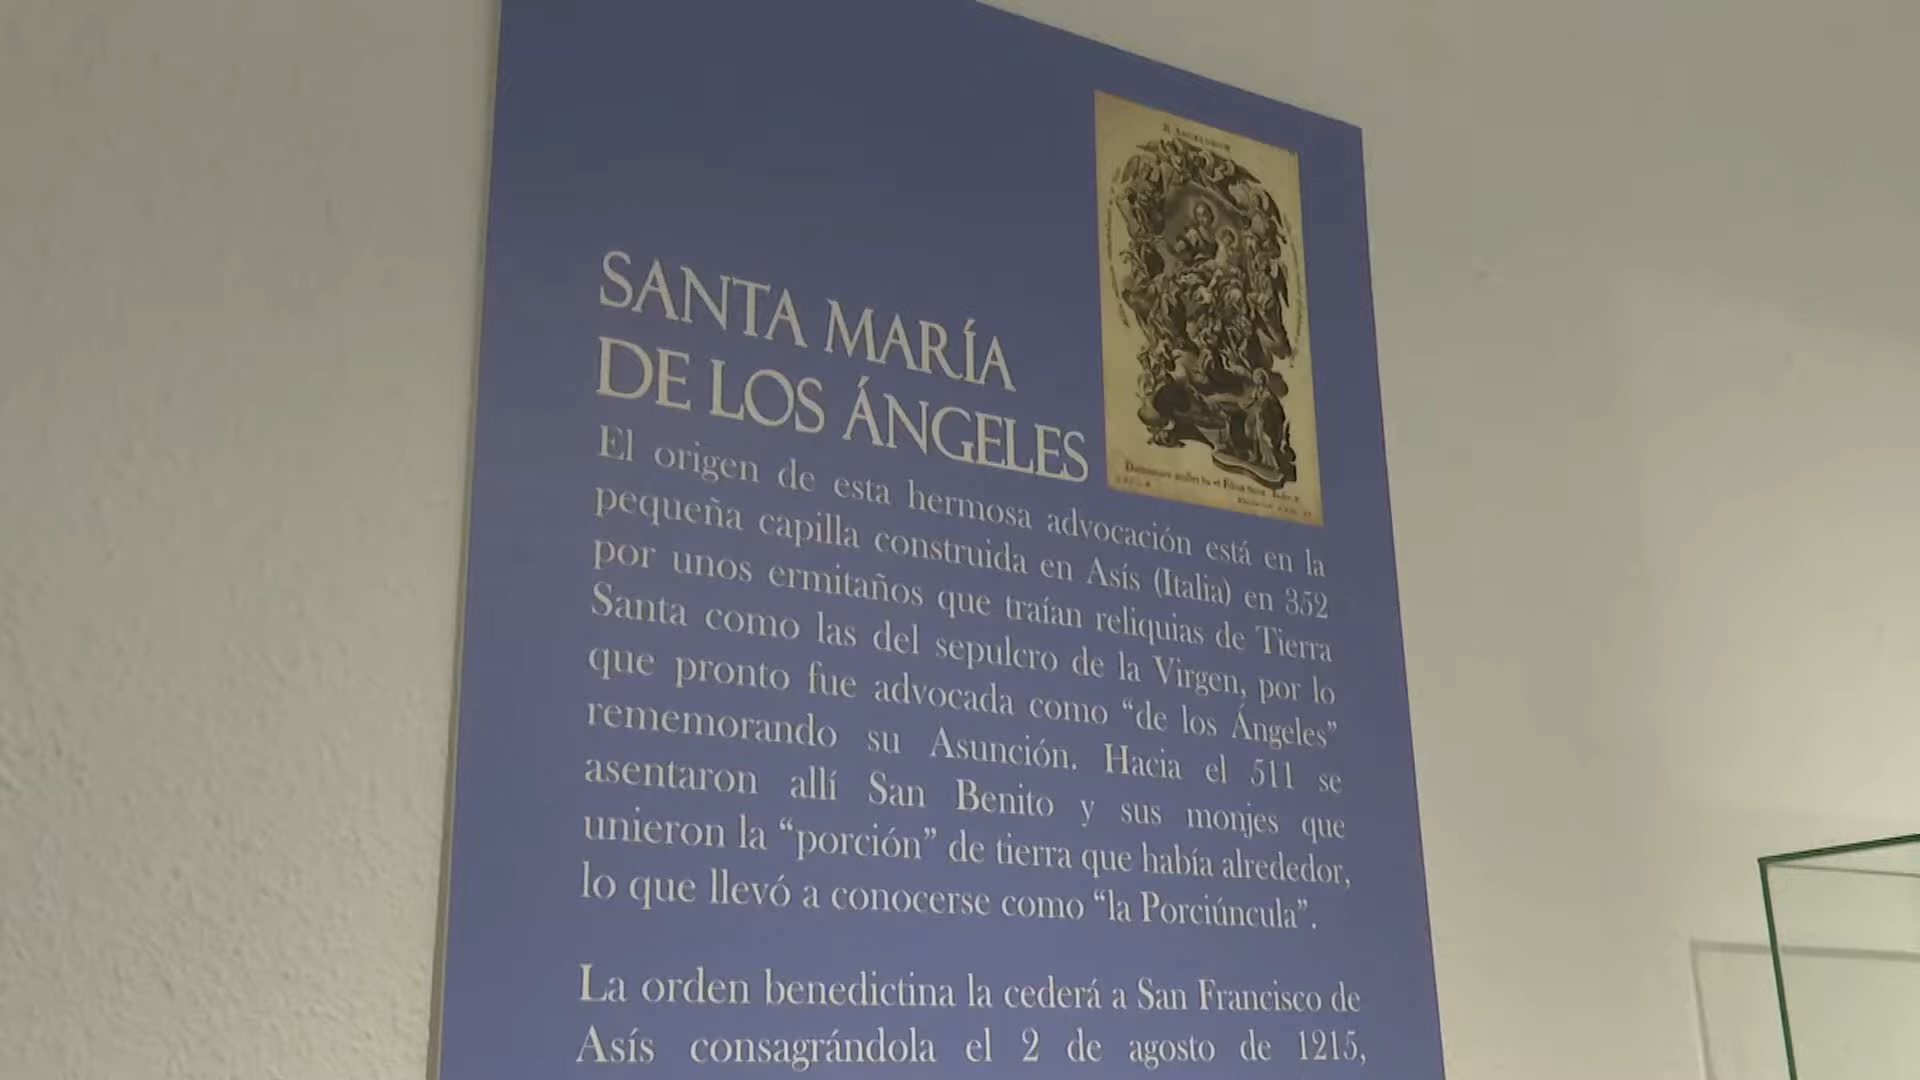 SANTA MARÍA
DE LOS ÁNGELES
El origen de esta hermosa advocación está en la
pequeña capilla construida en Asís (Italia) en 352
por unos ermitaños que traían reliquias de Tierra
Santa como las del sepulcro de la Virgen, por lo
que pronto fue advocada como “de los Ángeles”
rememorando su Asunción. Hacia el 511 se
asentaron allí San Benito y sus monjes que
unieron la “porción” de tierra que había alrededor,
lo que llevó a conocerse como “la Porciúncula”.
La orden benedictina la cederá a San Francisco de
Asís consagrándola el 2 de agosto de 1215,